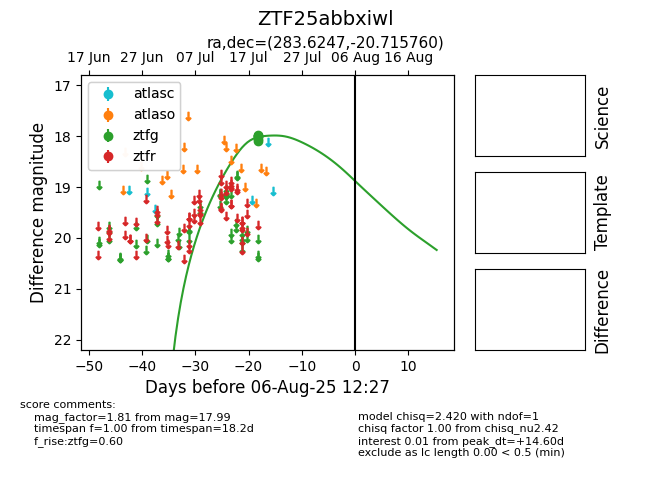 ZTF25abbxiwl
ra,dec=(283.6247,-20.715760)
17 Jun 27 Jun 07 Jul 17 Jul 27 Jul 06 Aug 16 Aug
17
18
19
20
21
22
Difference magnitude
atlasc
atlaso
ztfg
ztfr
−50 −40 −30 −20 −10 0 10
Days before 06-Aug-25 12:27
Science
Template
Difference
score comments:
mag_factor=1.81 from mag=17.99
timespan f=1.00 from timespan=18.2d
f_rise:ztfg=0.60
model chisq=2.420 with ndof=1
chisq factor 1.00 from chisq_nu2.42
interest 0.01 from peak_dt=+14.60d
exclude as lc length 0.00 < 0.5 (min)